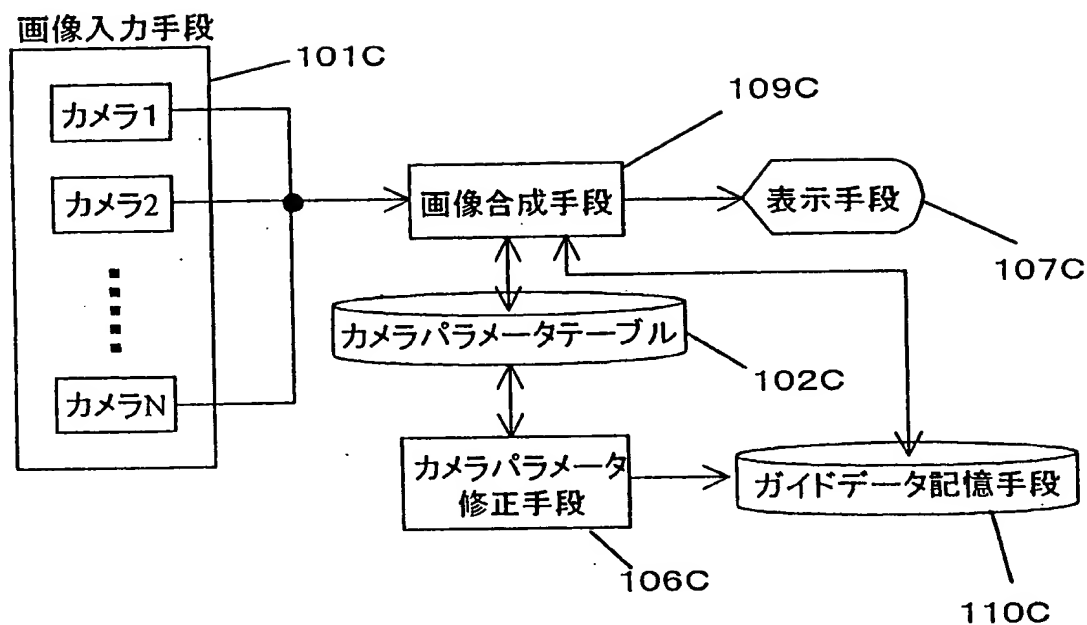 画像入力手段
101C
カメラ1
カメラ2
カメラN
109C
画像合成手段
表示手段
107C
カメラパラメータテーブル
102C
カメラパラメータ
修正手段
106C
ガイドデータ記憶手段
110C